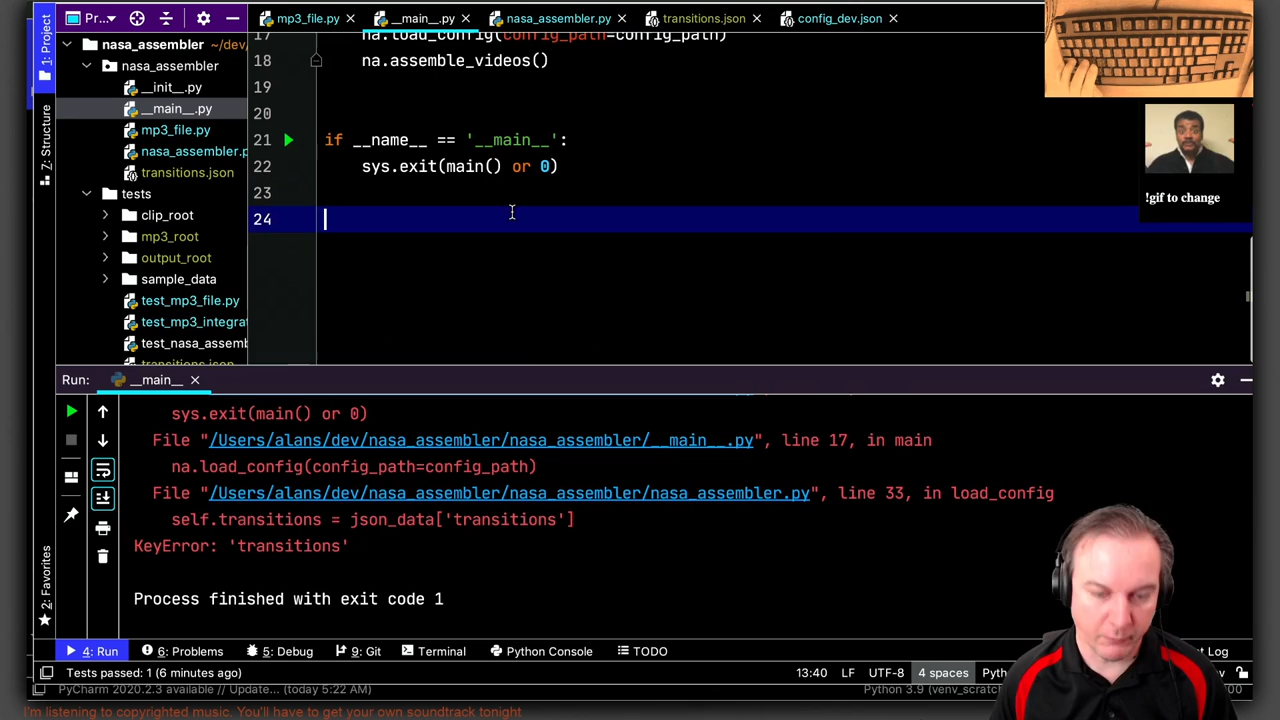 Pr...
mp3_file.py
__main__.py
nasa_assembler.py
transitions.json
config_dev.json
1: Project
nasa_assembler ~/dev/
nasa_assembler
__init__.py
__main__.py
mp3_file.py
nasa_assembler.p
transitions.json
tests
clip_root
mp3_root
output_root
sample_data
test_mp3_file.py
test_mp3_integrat
test_nasa_assemb
transitions.json
7: Structure
2: Favorites
17 na.load_config(config_path=config_path)
18 na.assemble_videos()
19
20
21 if __name__ == '__main__':
22 sys.exit(main() or 0)
23
24
!gif to change
Run: __main__
sys.exit(main() or 0)
File "/Users/alans/dev/nasa_assembler/nasa_assembler/__main__.py", line 17, in main
na.load_config(config_path=config_path)
File "/Users/alans/dev/nasa_assembler/nasa_assembler/nasa_assembler.py", line 33, in load_config
self.transitions = json_data['transitions']
KeyError: 'transitions'
Process finished with exit code 1
4: Run 6: Problems 5: Debug 9: Git Terminal Python Console TODO t Log
Tests passed: 1 (6 minutes ago) 13:40 LF UTF-8 4 spaces Pyth
PyCharm 2020.2.3 available // Update... (today 5:22 AM) Python 3.9 (venv_scratc
I'm listening to copyrighted music. You'll have to get your own soundtrack tonight